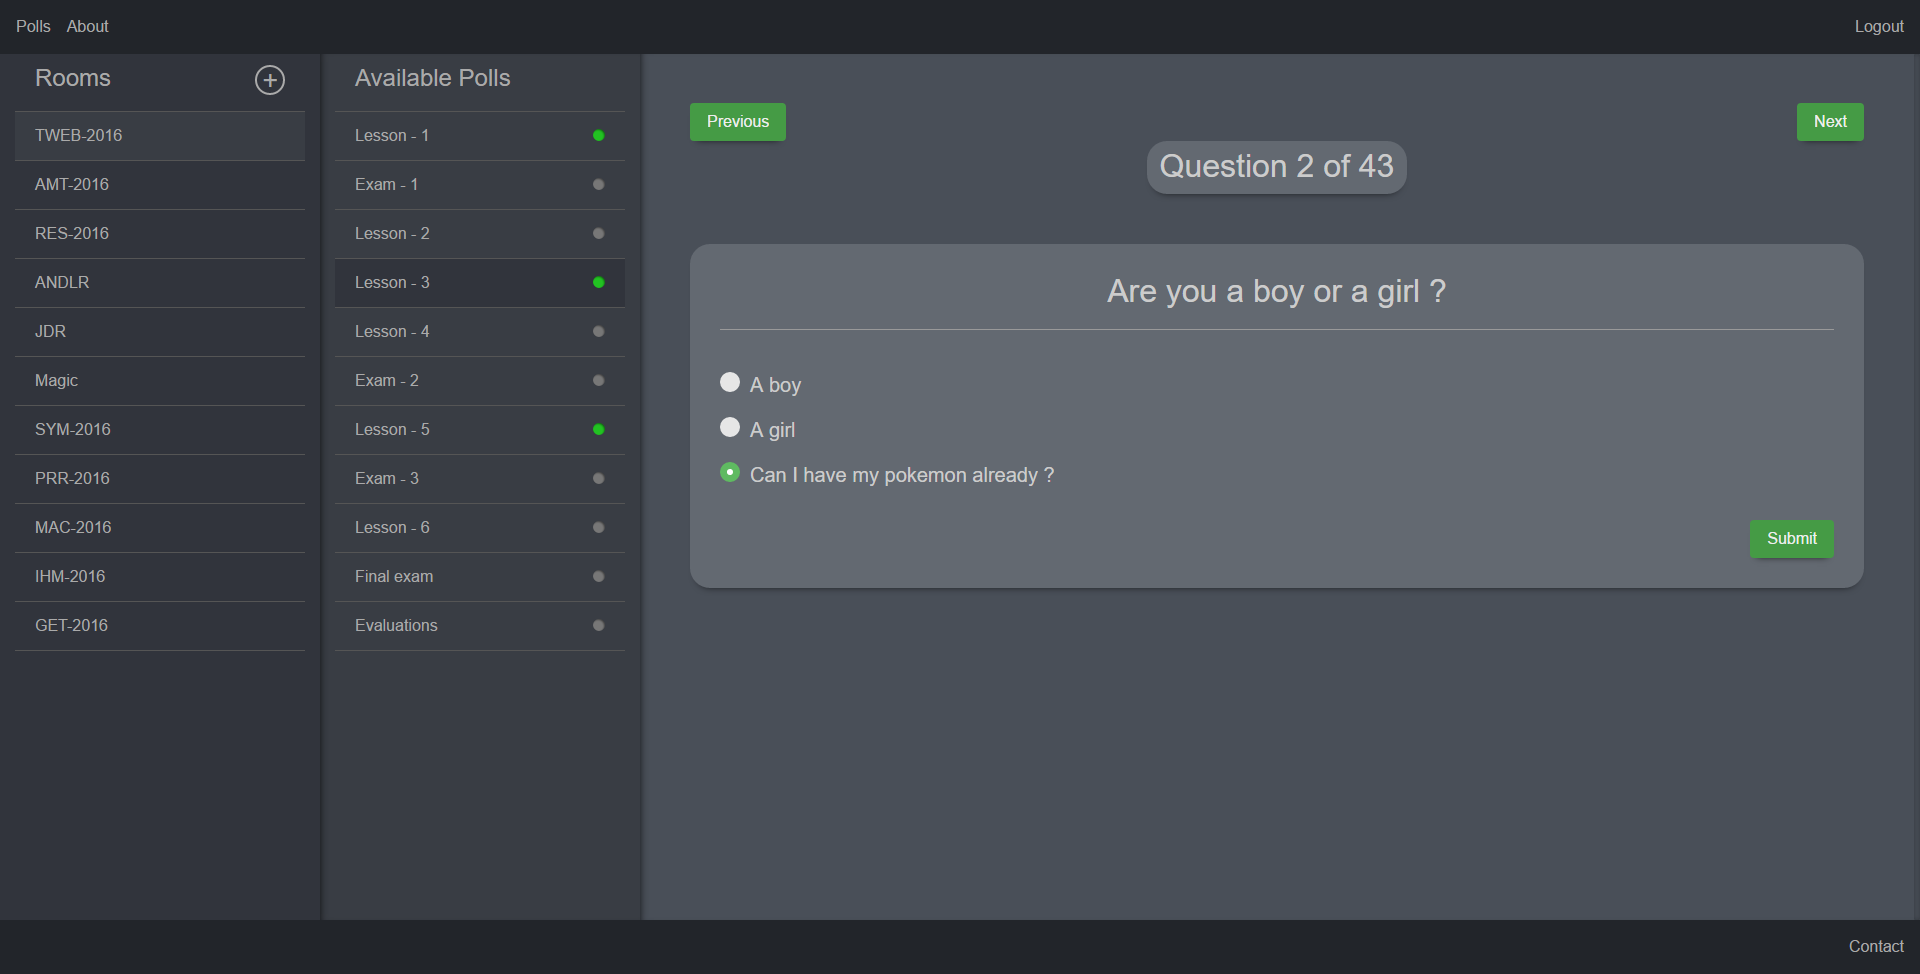 Polls About Logout
Rooms
TWEB-2016
AMT-2016
RES-2016
ANDLR
JDR
Magic
SYM-2016
PRR-2016
MAC-2016
IHM-2016
GET-2016
Available Polls
Lesson - 1
Exam - 1
Lesson - 2
Lesson - 3
Lesson - 4
Exam - 2
Lesson - 5
Exam - 3
Lesson - 6
Final exam
Evaluations
Previous
Next
Question 2 of 43
Are you a boy or a girl ?
A boy
A girl
Can I have my pokemon already ?
Submit
Contact